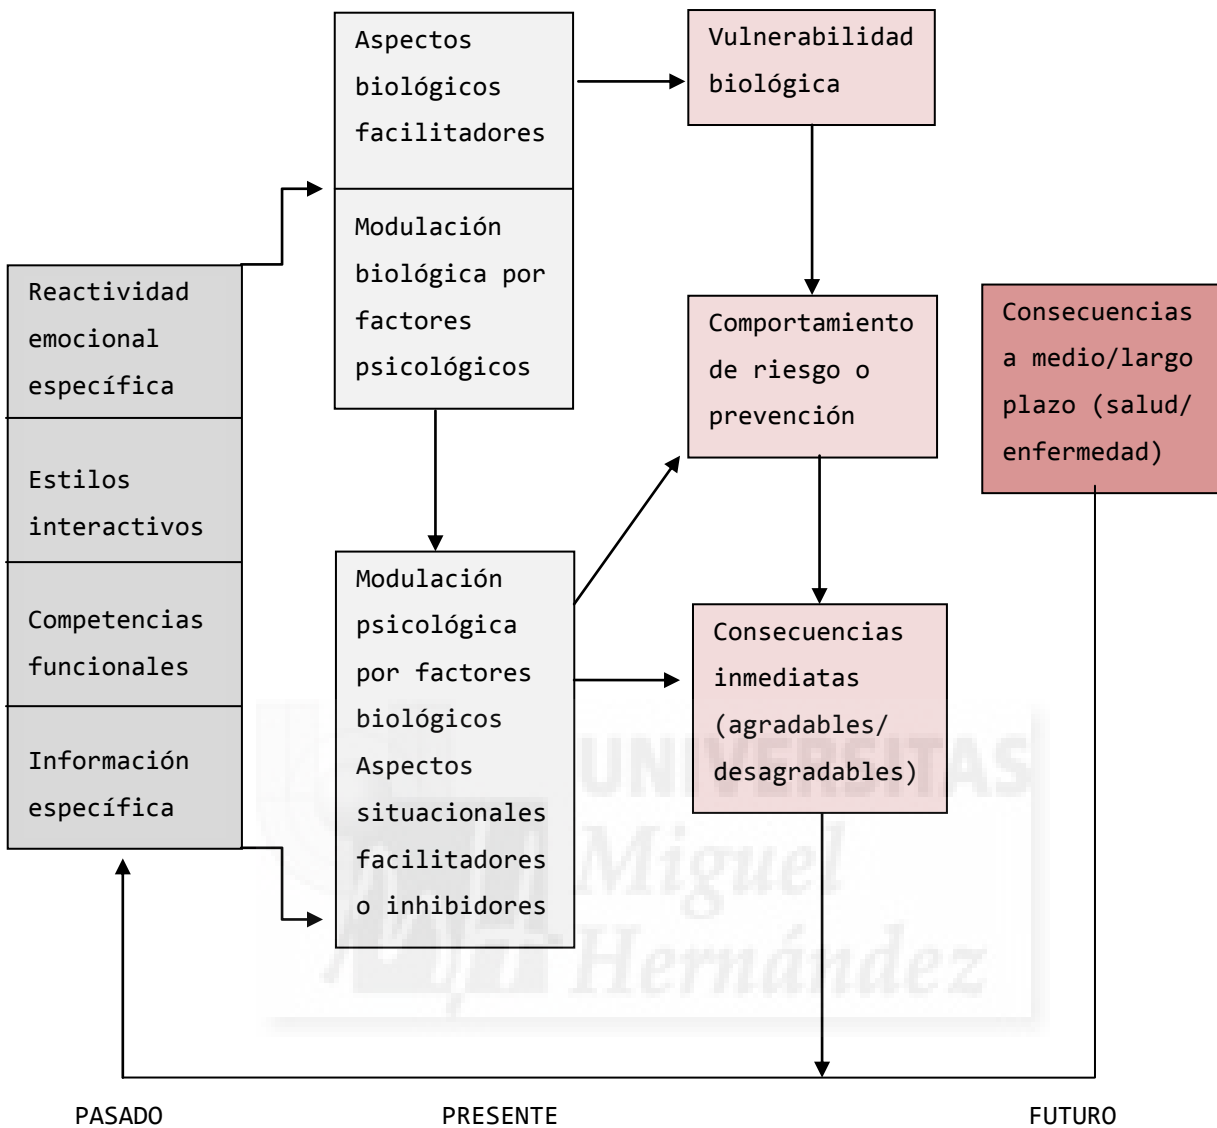 Aspectos
biológicos
facilitadores
Modulación
biológica por
factores
psicológicos
Vulnerabilidad
biológica
Reactividad
emocional
específica
Estilos
interactivos
Competencias
funcionales
Información
específica
Comportamiento
de riesgo o
prevención
Consecuencias
a medio/largo
plazo (salud/
enfermedad)
Modulación
psicológica
por factores
biológicos
Aspectos
situacionales
facilitadores
o inhibidores
Consecuencias
inmediatas
(agradables/
desagradables)
UNIVERSITAS
Miguel
Hernández
PASADO
PRESENTE
FUTURO